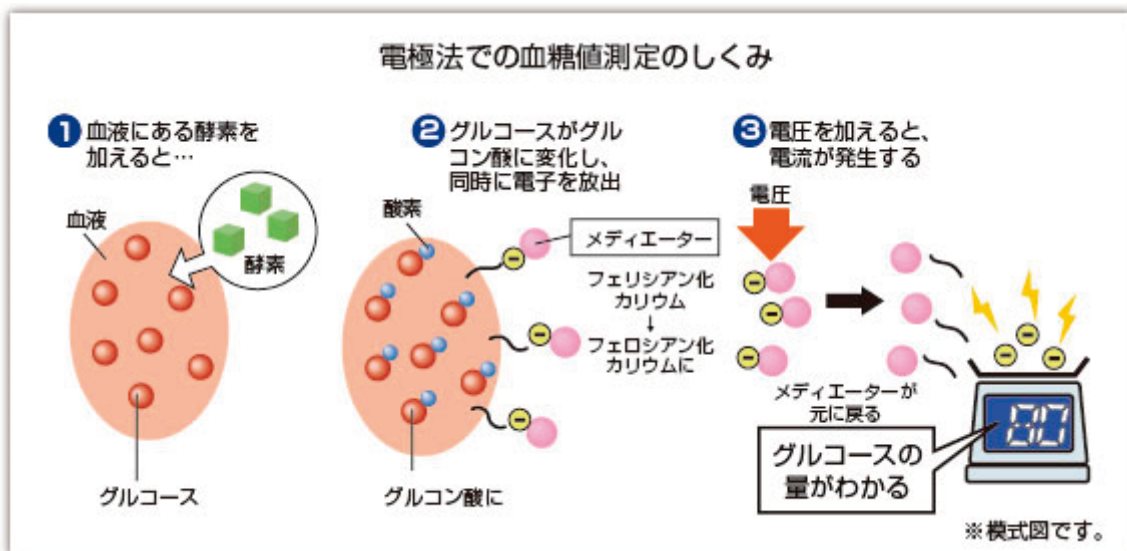 電極法での血糖値測定のしくみ
1 血液にある酵素を
加えると…
血液
酵素
グルコース
2 グルコースがグル
コン酸に変化し、
同時に電子を放出
酸素
メディエーター
フェリシアン化
カリウム
↓
フェロシアン化
カリウムに
グルコン酸に
3 電圧を加えると、
電流が発生する
電圧
メディエーターが
元に戻る
80
グルコースの
量がわかる
※模式図です。